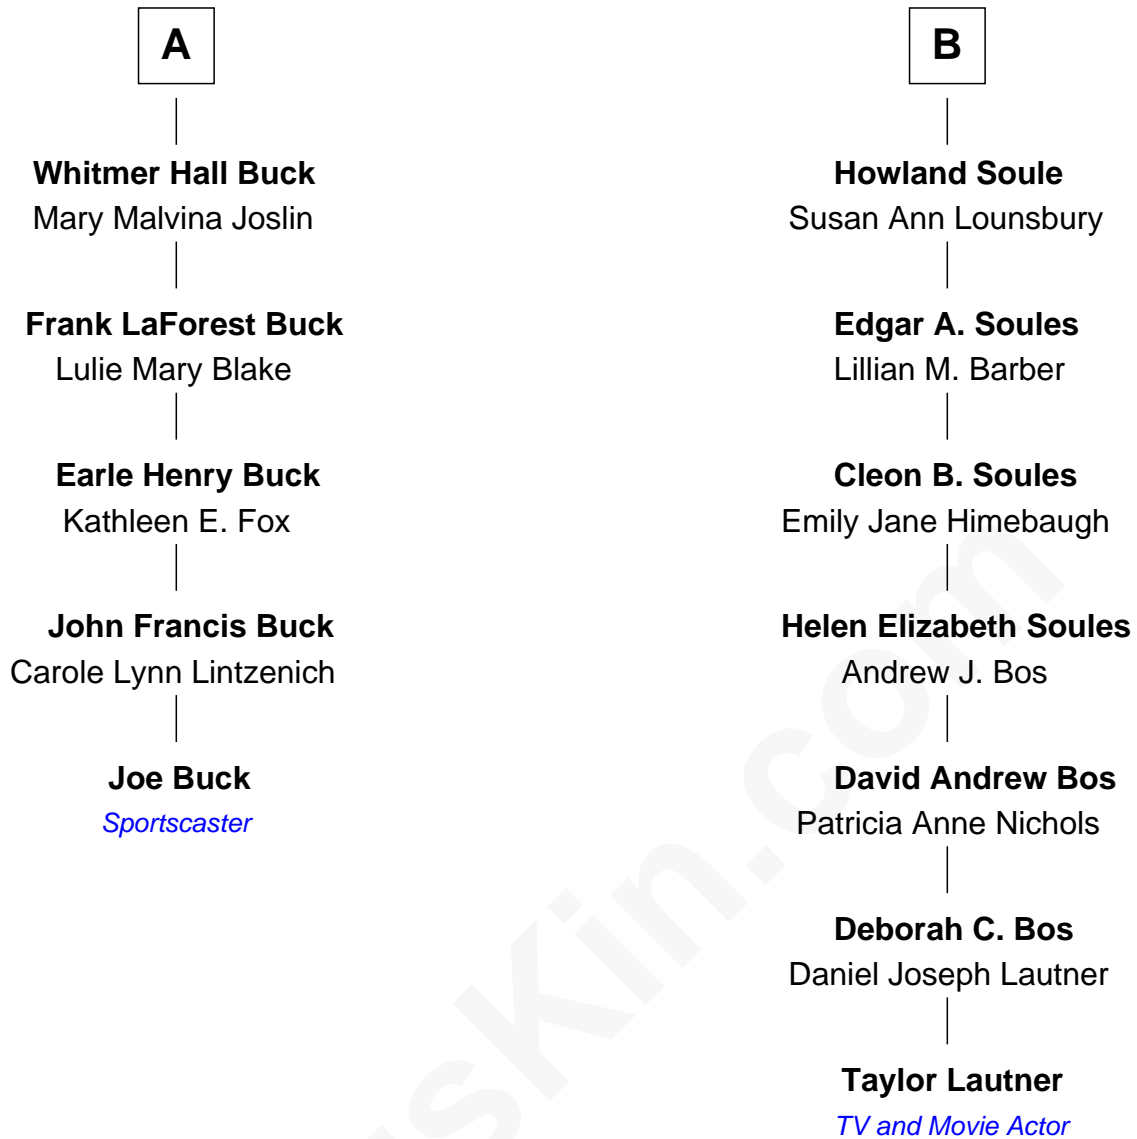 A
Whitmer Hall Buck
Mary Malvina Joslin
Frank LaForest Buck
Lulie Mary Blake
Earle Henry Buck
Kathleen E. Fox
John Francis Buck
Carole Lynn Lintzenich
Joe Buck
Sportscaster
B
Howland Soule
Susan Ann Lounsbury
Edgar A. Soules
Lillian M. Barber
Cleon B. Soules
Emily Jane Himebaugh
Helen Elizabeth Soules
Andrew J. Bos
David Andrew Bos
Patricia Anne Nichols
Deborah C. Bos
Daniel Joseph Lautner
Taylor Lautner
TV and Movie Actor
sKin.com